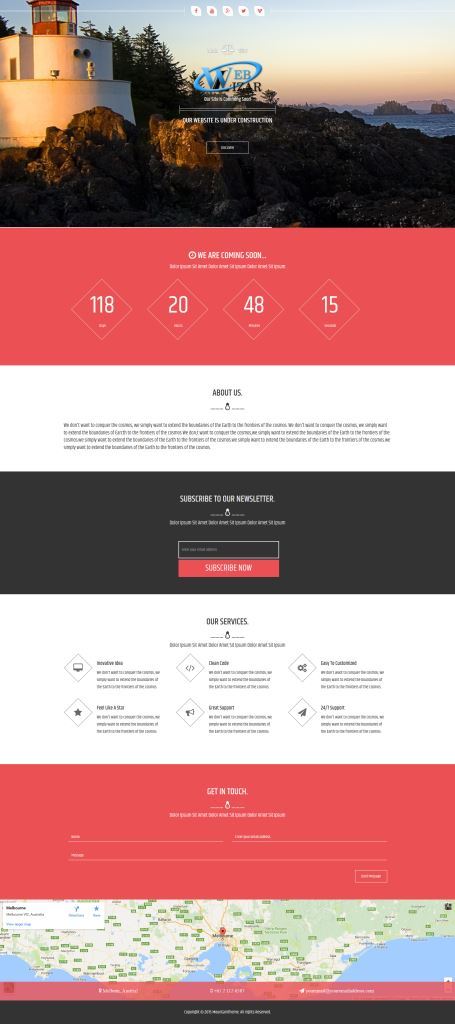 WEB
Our Site Is Comming Soon
OUR WEBSITE IS UNDER CONSTRUCTION
WE ARE COMING SOON...
Dolor Ipsum Sit Amet Dolor Amet Sit Ipsum Dolor Amet Sit Ipsum
118
20
48
15
ABOUT US.
We don't want to conquer the cosmos, we simply want to extend the boundaries of the Earth to the frontiers of the cosmos. We don't want to conquer the cosmos, we simply want
to extend the boundaries of Earth to the frontiers of the cosmos.We don,t want to conquer the cosmos,we simply want to extend the boundaries of the Earth to the frontiers of the
cosmos.we simply want to extend the boundaries of the Earth to the frontiers of the cosmos we simply want to extend the boundaries of the Earth to the frontiers of the cosmos.we
simply want to extend the boundaries of the Earth to the frontiers of the cosmos.
SUBSCRIBE TO OUR NEWSLETTER.
Dolor Ipsum Sit Amet Dolor Amet Sit Ipsum Dolor Amet Sit Ipsum
enter your email address
SUBSCRIBE NOW
OUR SERVICES.
Dolor Ipsum Sit Amet Dolor Amet Sit Ipsum Dolor Amet Sit Ipsum
Inovative Idea
We don't want to conquer the cosmos, we
simply want to extend the boundaries of
the Earth to the frontiers of the cosmos.
Clean Code
We don't want to conquer the cosmos, we
simply want to extend the boundaries of
the Earth to the frontiers of the cosmos.
Easy To Customized
We don't want to conquer the cosmos, we
simply want to extend the boundaries of
the Earth to the frontiers of the cosmos.
Feel Like A Star
We don't want to conquer the cosmos, we
simply want to extend the boundaries of
the Earth to the frontiers of the cosmos.
Great Support
We don't want to conquer the cosmos, we
simply want to extend the boundaries of
the Earth to the frontiers of the cosmos.
24/7 Support
We don't want to conquer the cosmos, we
simply want to extend the boundaries of
the Earth to the frontiers of the cosmos.
GET IN TOUCH.
Dolor Ipsum Sit Amet Dolor Amet Sit Ipsum Dolor Amet Sit Ipsum
Name
Enter your email address
Message
Send Message
Melbourne
Melbourne VIC, Australia
Directions
Save
View larger map
Melbourne
Copyright © 2015 MountainTheme. All rights Reserved.